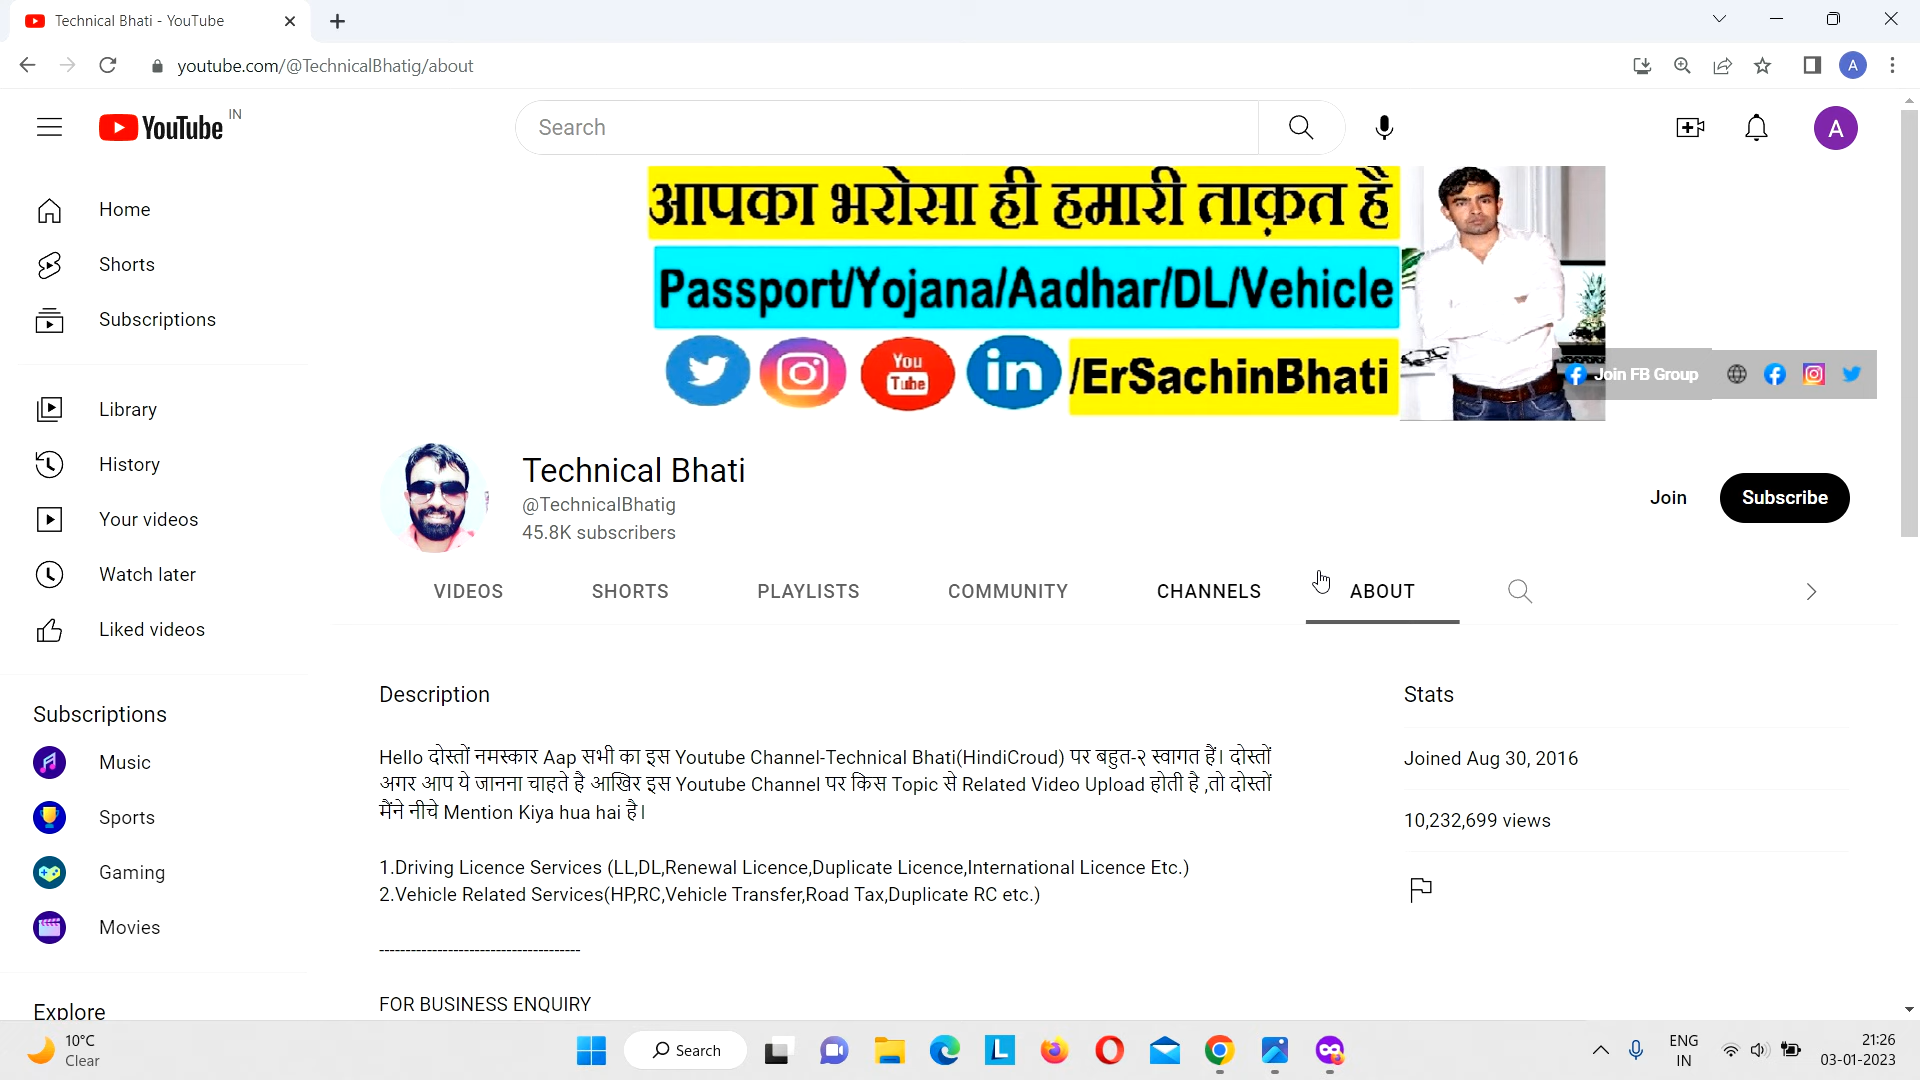 Technical Bhati - YouTube
youtube.com/@TechnicalBhatig/about
A
YouTube IN
Search
A
Home
Shorts
Subscriptions
Library
History
Your videos
Watch later
Liked videos
Subscriptions
Music
Sports
Gaming
Movies
Explore
आपका भरोसा ही हमारी ताक़त है
Passport/Yojana/Aadhar/DL/Vehicle
You
Tube
in
/ErSachinBhati
Join FB Group
Technical Bhati
@TechnicalBhatig
45.8K subscribers
Join
Subscribe
VIDEOS SHORTS PLAYLISTS COMMUNITY CHANNELS ABOUT
Description
Hello दोस्तों नमस्कार Aap सभी का इस Youtube Channel-Technical Bhati(HindiCroud) पर बहुत-२ स्वागत हैं। दोस्तों
अगर आप ये जानना चाहते है आखिर इस Youtube Channel पर किस Topic से Related Video Upload होती है ,तो दोस्तों
मैंने नीचे Mention Kiya hua hai है।
1.Driving Licence Services (LL,DL,Renewal Licence,Duplicate Licence,International Licence Etc.)
2.Vehicle Related Services(HP,RC,Vehicle Transfer,Road Tax,Duplicate RC etc.)
--------------------------------------
FOR BUSINESS ENQUIRY
Stats
Joined Aug 30, 2016
10,232,699 views
10°C
Clear
Search
L
ENG
IN
21:26
03-01-2023